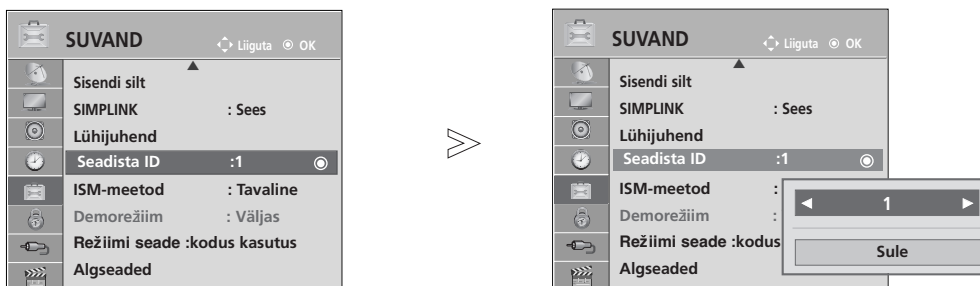 SUVAND Liiguta OK
Sisendi silt
SIMPLINK : Sees
Lühijuhend
Seadista ID :1
ISM-meetod : Tavaline
Demorežiim : Väljas
Režiimi seade :kodus kasutus
Algseaded
SUVAND Liiguta OK
Sisendi silt
SIMPLINK : Sees
Lühijuhend
Seadista ID :1
ISM-meetod :
Demorežiim :
Režiimi seade :kodus
Algseaded
1
Sule